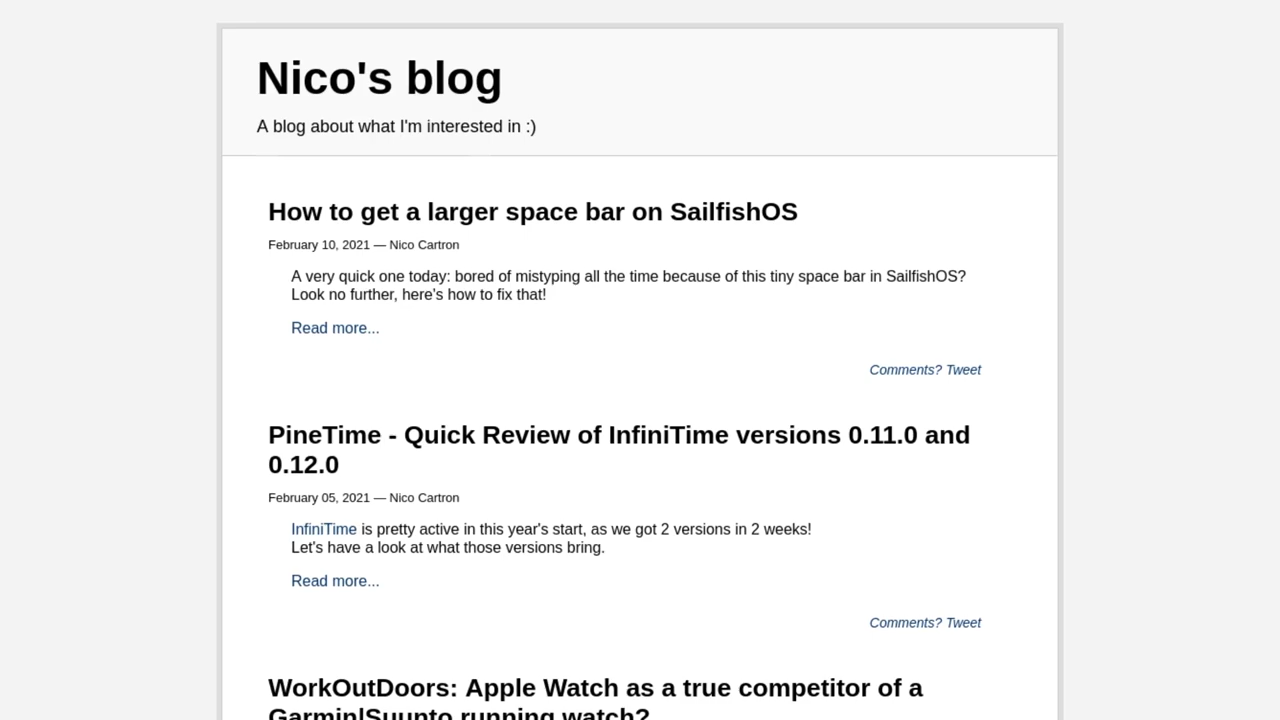 Nico's blog
A blog about what I'm interested in :)
How to get a larger space bar on SailfishOS
February 10, 2021 — Nico Cartron
A very quick one today: bored of mistyping all the time because of this tiny space bar in SailfishOS?
Look no further, here's how to fix that!
Read more...
Comments? Tweet
PineTime - Quick Review of InfiniTime versions 0.11.0 and
0.12.0
February 05, 2021 — Nico Cartron
InfiniTime is pretty active in this year's start, as we got 2 versions in 2 weeks!
Let's have a look at what those versions bring.
Read more...
Comments? Tweet
WorkOutDoors: Apple Watch as a true competitor of a
Garmin|Suunto running watch?